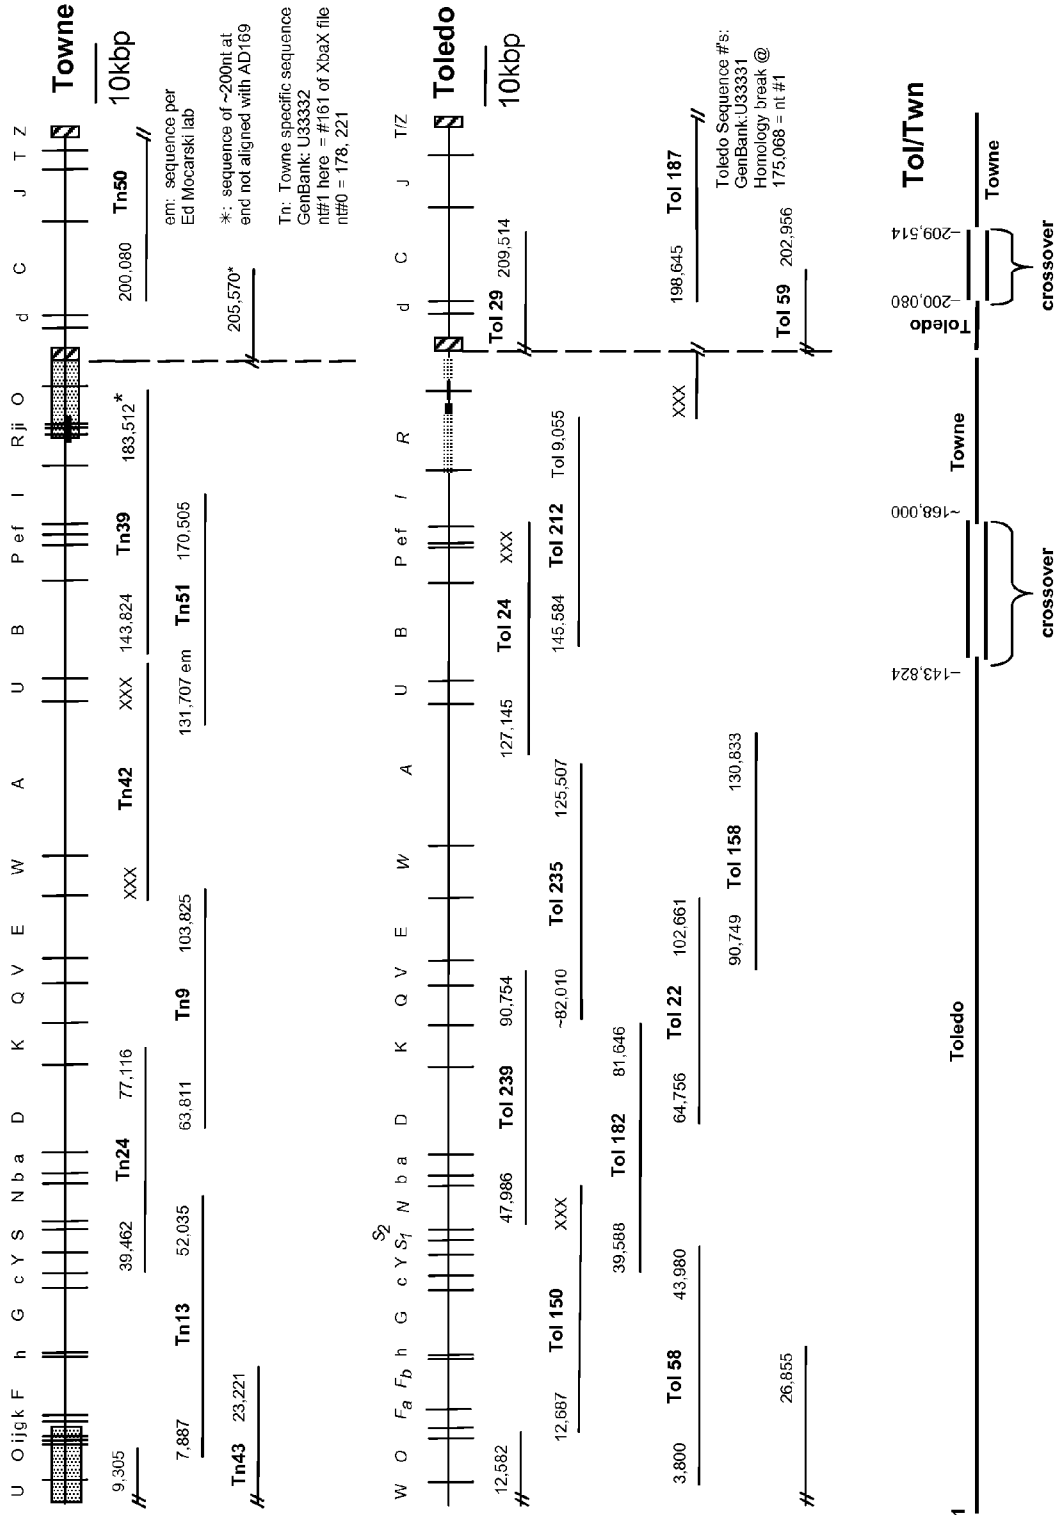 Towne
10kbp
U O ijgk F h G c Y S N b a D K Q V E W A U B P ef I R ji O d C J T Z
9,305
39,462 Tn24 77,116
XXX Tn42 XXX
143,824 Tn39 183,512*
200,080 Tn50
7,887 Tn13 52,035
63,811 Tn9 103,825
131,707 em Tn51 170,505
Tn43 23,221
205,570*
em: sequence per
Ed Mocarski lab
*: sequence of ~200nt at
end not aligned with AD169
Tn: Towne specific sequence
GenBank: U33332
nt#1 here = #161 of XbaX file
nt#0 = 178, 221
Toledo
10kbp
W O Fa Fb h G c Y S1 S2 N b a D K Q V E W A U B P ef I R d C J T/Z
12,582
47,986 Tol 239 90,754
127,145 Tol 24 XXX
Tol 29 209,514
12,687 Tol 150 XXX
~82,010 Tol 235 125,507
145,584 Tol 212 Tol 9,055
39,588 Tol 182 81,646
3,800 Tol 58 43,980
64,756 Tol 22 102,661
XXX
198,645 Tol 187
90,749 Tol 158 130,833
26,855
Tol 59 202,956
Toledo Sequence #'s:
GenBank:U33331
Homology break @
175,068 = nt #1
Tol/Twn
1
Toledo
–143,824
~168,000
Towne
Toledo
–200,080
–209,514
Towne
crossover
crossover